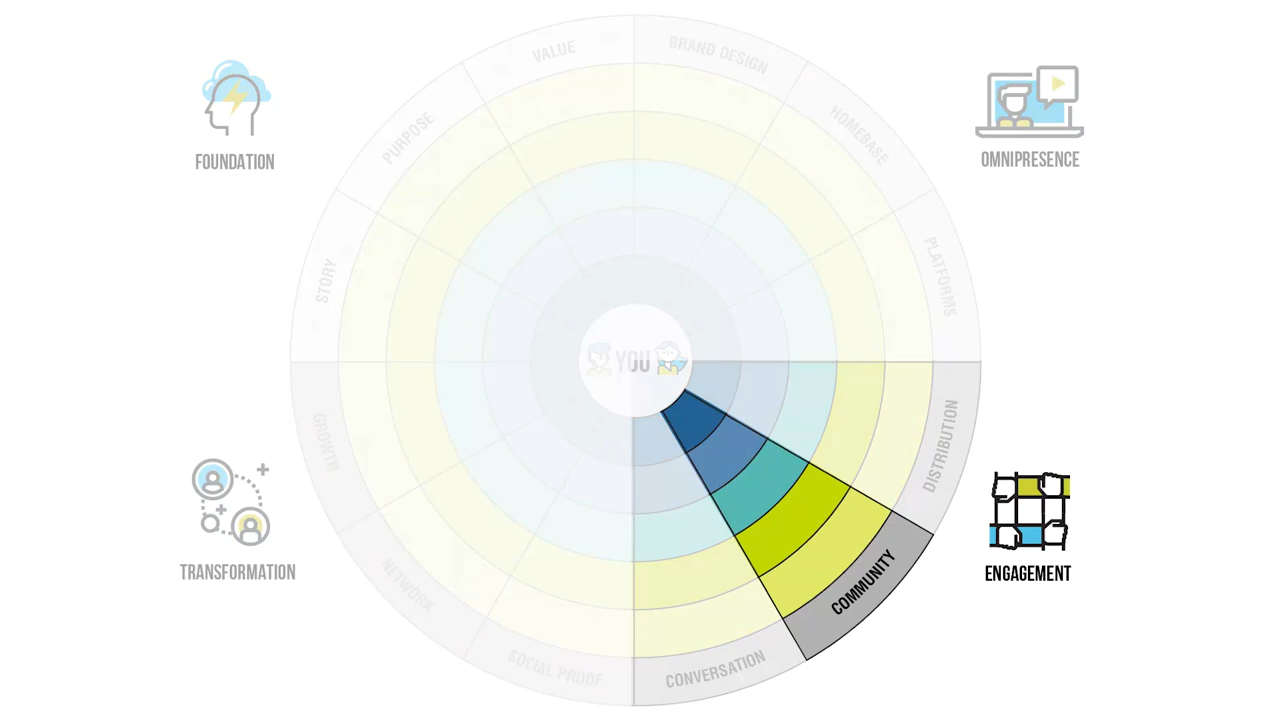 VALUE
BRAND DESIGN
PURPOSE
HOMEBASE
FOUNDATION
OMNIPRESENCE
STORY
PLATFORMS
YOU
GROWTH
DISTRIBUTION
TRANSFORMATION
ENGAGEMENT
NETWORK
COMMUNITY
SOCIAL PROOF
CONVERSATION